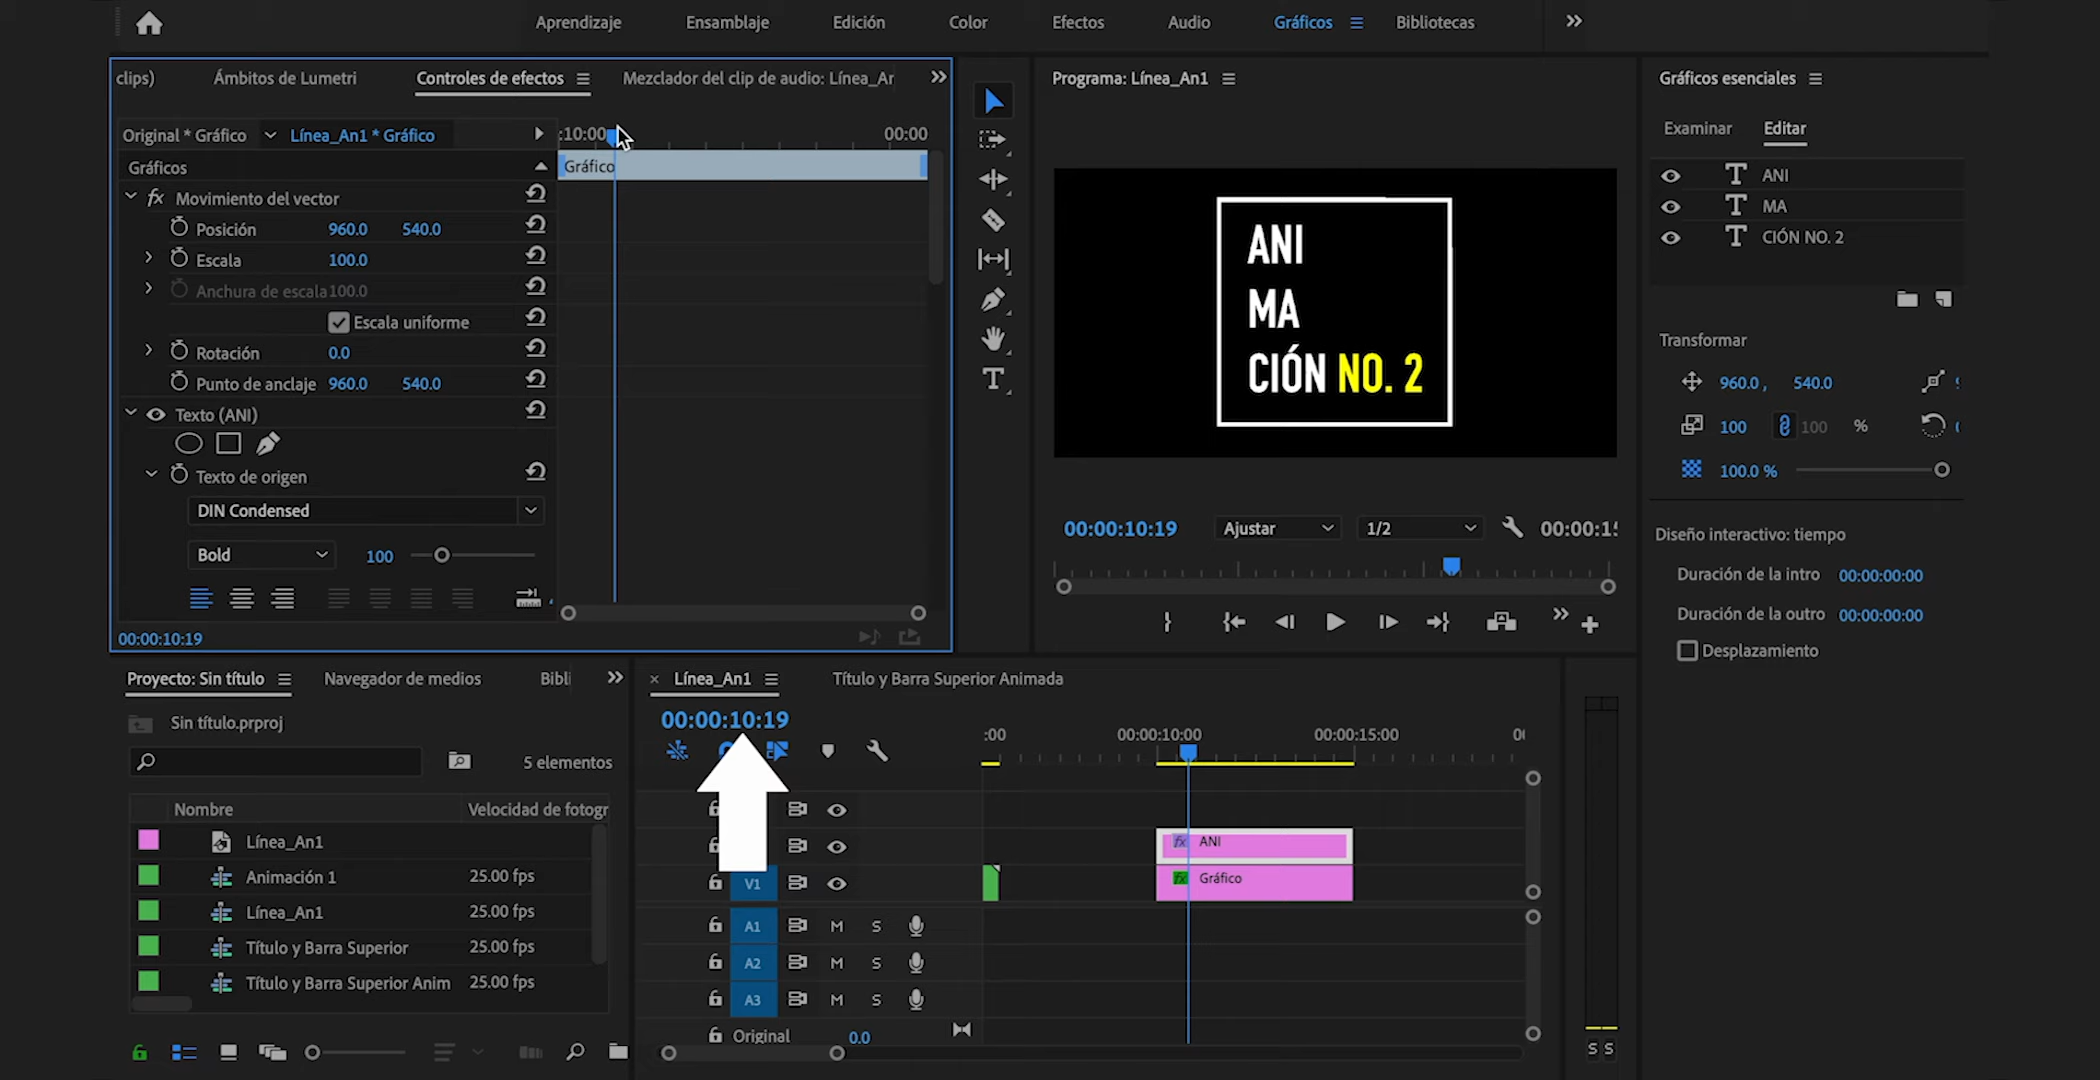 Aprendizaje Ensamblaje Edición Color Efectos Audio Gráficos Bibliotecas
clips) Ámbitos de Lumetri Controles de efectos Mezclador del clip de audio: Línea_Ar
Original * Gráfico Línea_An1 * Gráfico
:10:00 00:00
Gráficos
Gráfico
Movimiento del vector
Posición 960.0 540.0
Escala 100.0
Anchura de escala 100.0
Escala uniforme
Rotación 0.0
Punto de anclaje 960.0 540.0
Texto (ANI)
Texto de origen
DIN Condensed
Bold 100
00:00:10:19
Programa: Línea_An1
ANI
MA
CIÓN NO. 2
00:00:10:19 Ajustar 1/2 00:00:15
Gráficos esenciales
Examinar Editar
ANI
MA
CIÓN NO. 2
Transformar
960.0, 540.0
100 100 %
100.0 %
Diseño interactivo: tiempo
Duración de la intro 00:00:00:00
Duración de la outro 00:00:00:00
Desplazamiento
Proyecto: Sin título Navegador de medios Bibli
Sin título.prproj
5 elementos
Nombre Velocidad de fotogr
Línea_An1
Animación 1 25.00 fps
Línea_An1 25.00 fps
Título y Barra Superior 25.00 fps
Título y Barra Superior Anim 25.00 fps
Línea_An1 Título y Barra Superior Animada
00:00:10:19
:00 00:00:10:00 00:00:15:00
fx ANI
V1 fx Gráfico
A1 M S
A2 M S
A3 M S
Original 0.0
S S